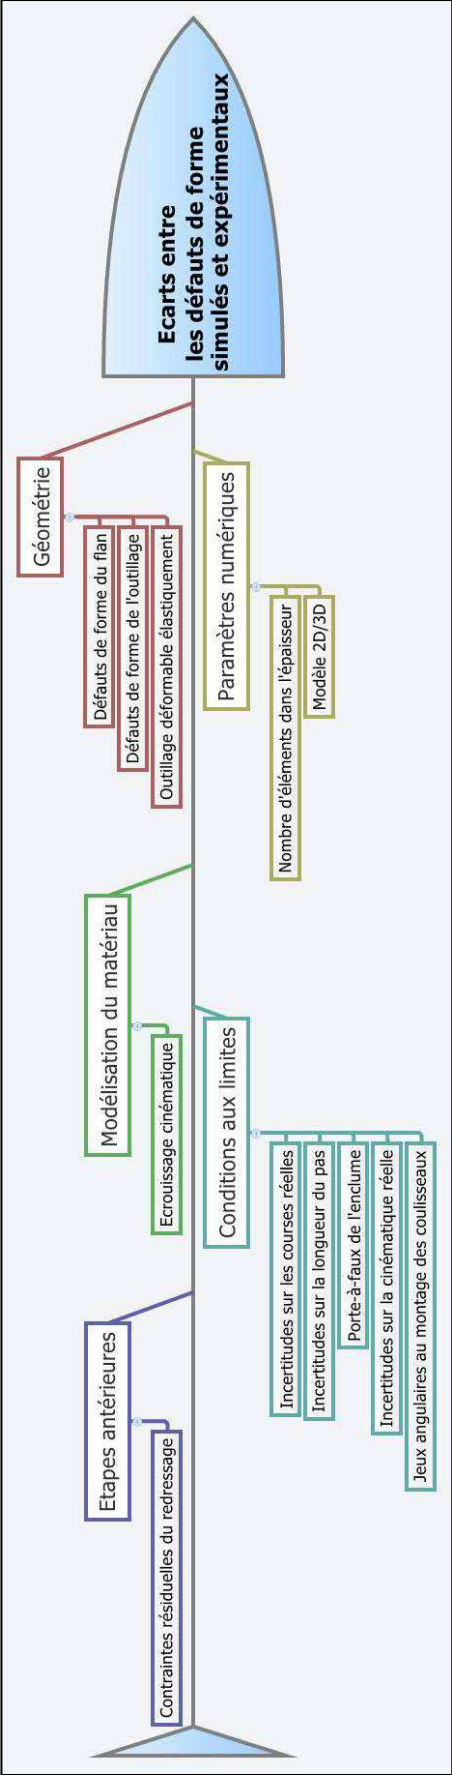 Ecarts entre
les défauts de forme
simulés et expérimentaux
Géométrie
Défauts de forme du flan
Défauts de forme de l'outillage
Outillage déformable élastiquement
Paramètres numériques
Nombre d'éléments dans l'épaisseur
Modèle 2D/3D
Modélisation du matériau
Ecrouissage cinématique
Conditions aux limites
Incertitudes sur les courses réelles
Incertitudes sur la longueur du pas
Porte-à-faux de l'enclume
Incertitudes sur la cinématique réelle
Jeux angulaires au montage des coulisseaux
Etapes antérieures
Contraintes résiduelles du redressage